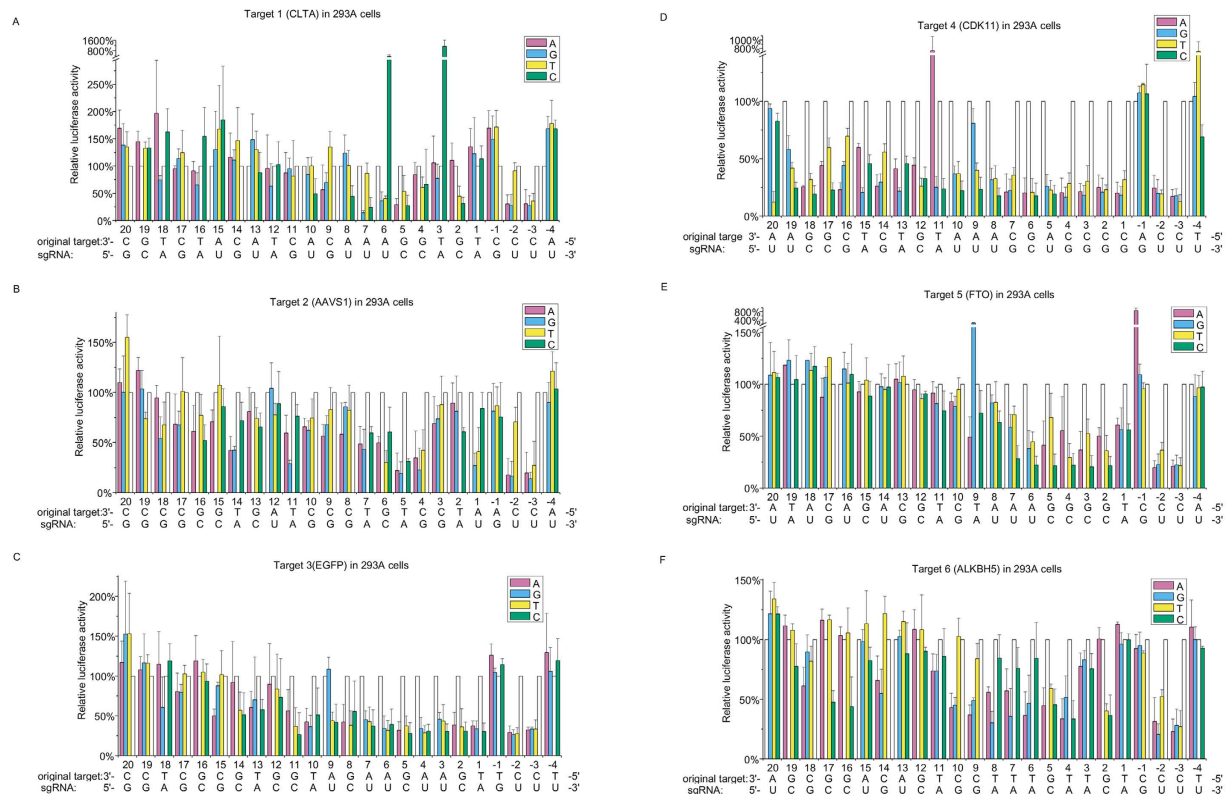 A
Target 1 (CLTA) in 293A cells
Relative luciferase activity
1600%
800%
250%
200%
150%
100%
50%
0%
A
G
T
C
20 19 18 17 16 15 14 13 12 11 10 9 8 7 6 5 4 3 2 1 -1 -2 -3 -4
original target:3'- C G T C T A C A T C A C A A A G G T G T C C C A -5'
sgRNA: 5'- G C A G A U G U A G U G U U U C C A C A G U U U -3'
B
Target 2 (AAVS1) in 293A cells
Relative luciferase activity
150%
100%
50%
0%
A
G
T
C
20 19 18 17 16 15 14 13 12 11 10 9 8 7 6 5 4 3 2 1 -1 -2 -3 -4
original target:3'- C C C C G G T G A T C C C T G T C C T A A C C A -5'
sgRNA: 5'- G G G G C C A C U A G G G A C A G G A U G U U U -3'
C
Target 3(EGFP) in 293A cells
Relative luciferase activity
200%
150%
100%
50%
0%
A
G
T
C
20 19 18 17 16 15 14 13 12 11 10 9 8 7 6 5 4 3 2 1 -1 -2 -3 -4
original target:3'- C C T C G C G T G G T A G A A G A A G T T C C T -5'
sgRNA: 5'- G G A G C G C A C C A U C U U C U U C A G U U U -3'
D
Target 4 (CDK11) in 293A cells
Relative luciferase activity
1000%
800%
100%
50%
0%
A
G
T
C
20 19 18 17 16 15 14 13 12 11 10 9 8 7 6 5 4 3 2 1 -1 -2 -3 -4
original targe 3'- A A G G C T C T G T A A A C G A C C C C A C C T -5'
sgRNA: 5'- U U C C G A G A C A U U U G C U G G G G G U U U -3'
E
Target 5 (FTO) in 293A cells
Relative luciferase activity
800%
400%
150%
100%
50%
0%
A
G
T
C
20 19 18 17 16 15 14 13 12 11 10 9 8 7 6 5 4 3 2 1 -1 -2 -3 -4
original target:3'- A T A C A G A C G T C T A A A G G G G T C C C A -5'
sgRNA: 5'- U A U G U C U G C A G A U U U C C C C A G U U U -3'
F
Target 6 (ALKBH5) in 293A cells
Relative luciferase activity
150%
100%
50%
0%
A
G
T
C
20 19 18 17 16 15 14 13 12 11 10 9 8 7 6 5 4 3 2 1 -1 -2 -3 -4
original target:3'- A G C G G A C A G T C C T T T G T T G T C C C T -5'
sgRNA: 5'- U C G C C U G U C A G G A A A C A A C A G U U U -3'